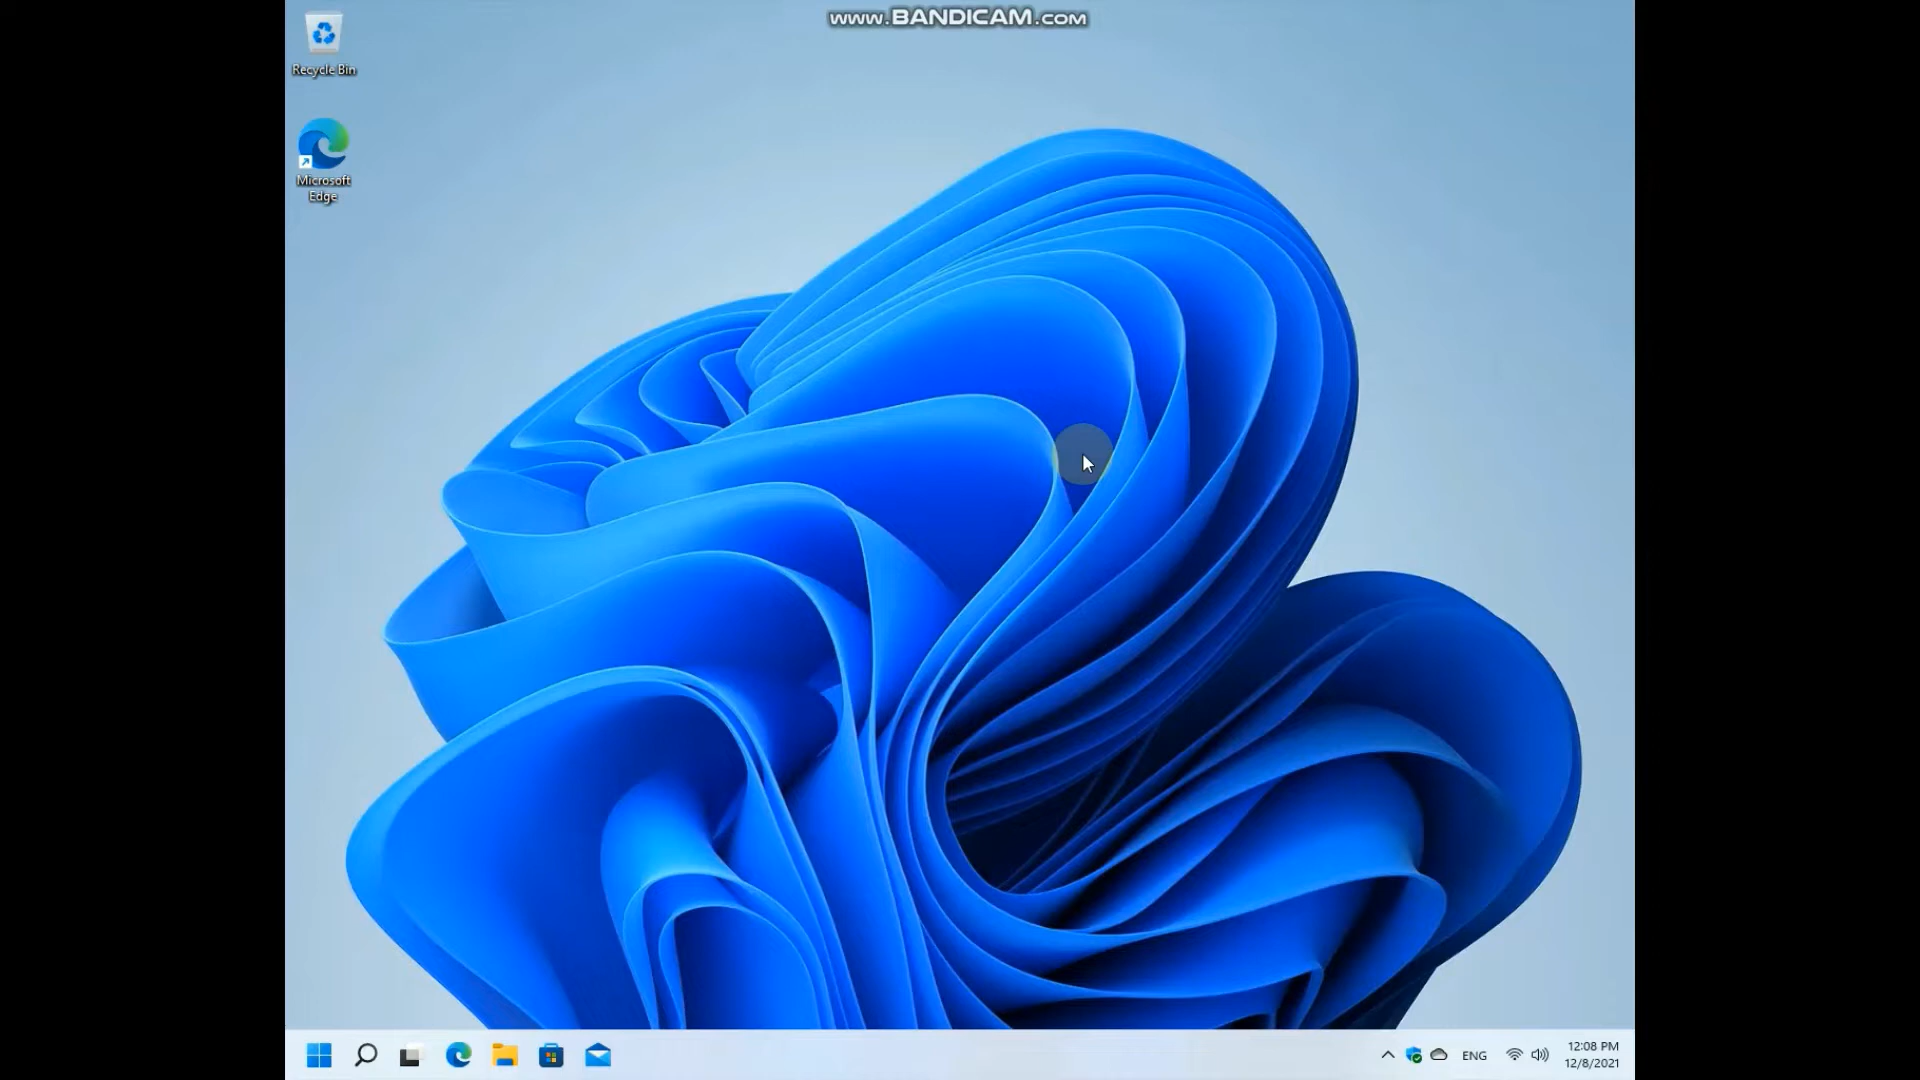 www.BANDICAM.com
Recycle Bin
Microsoft
Edge
ENG
12:08 PM
12/8/2021